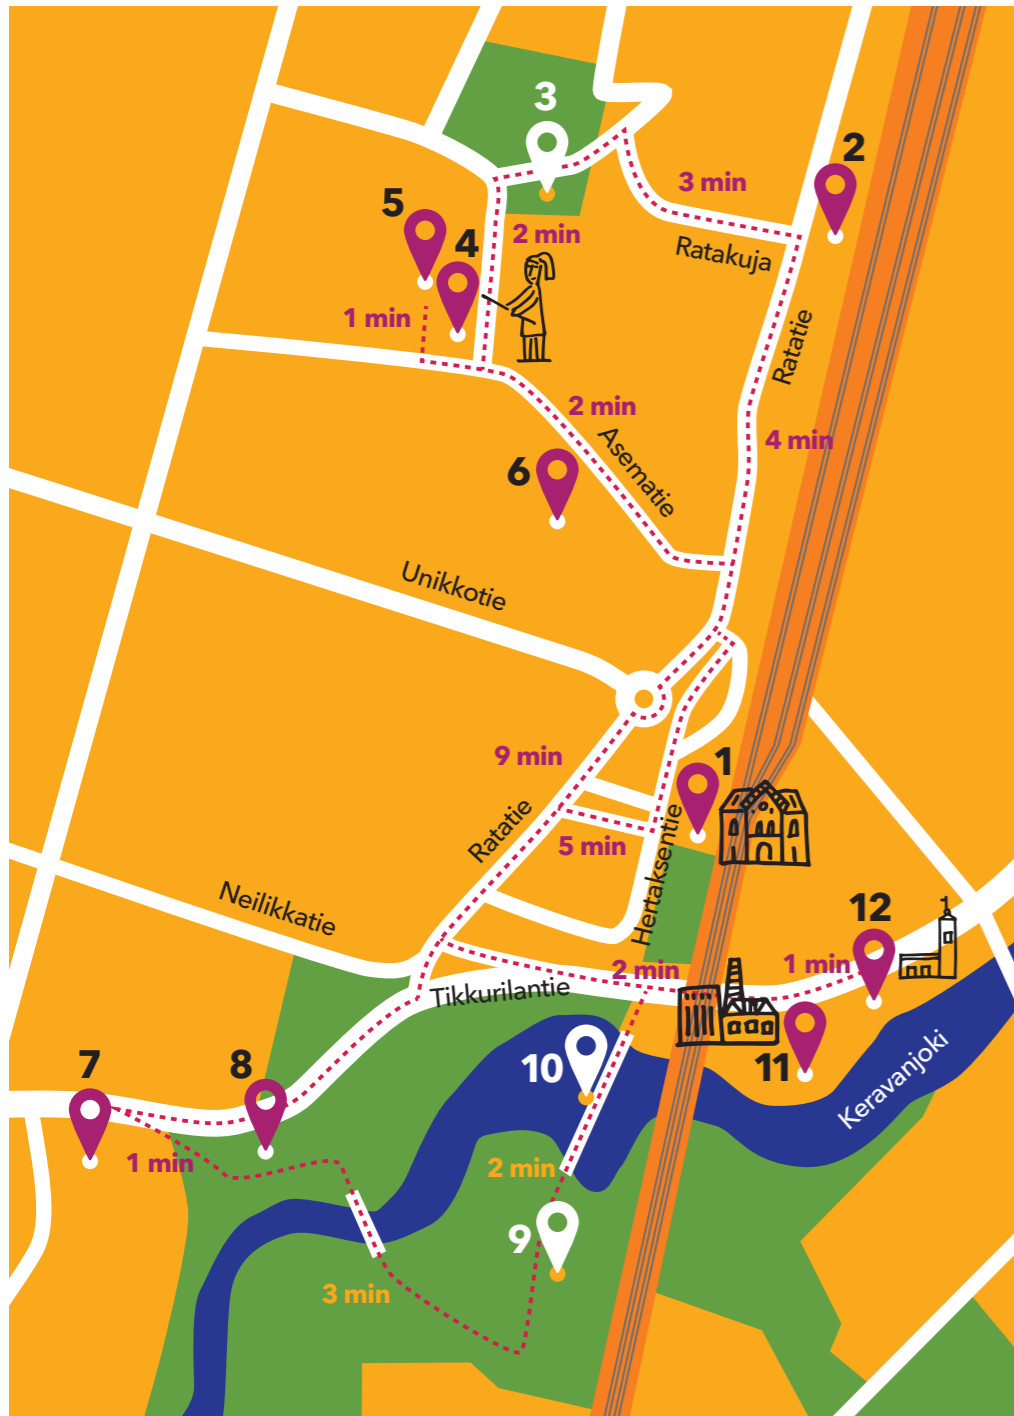 3
2
3 min
5
4
2 min
Ratakuja
1 min
Ratatie
2 min
4 min
Asematie
6
Unikkotie
9 min
1
Ratatie
5 min
Hertaksentie
Neilikkatie
12
2 min
1 min
Tikkurilantie
7
8
10
11
Keravanjoki
1 min
2 min
9
3 min